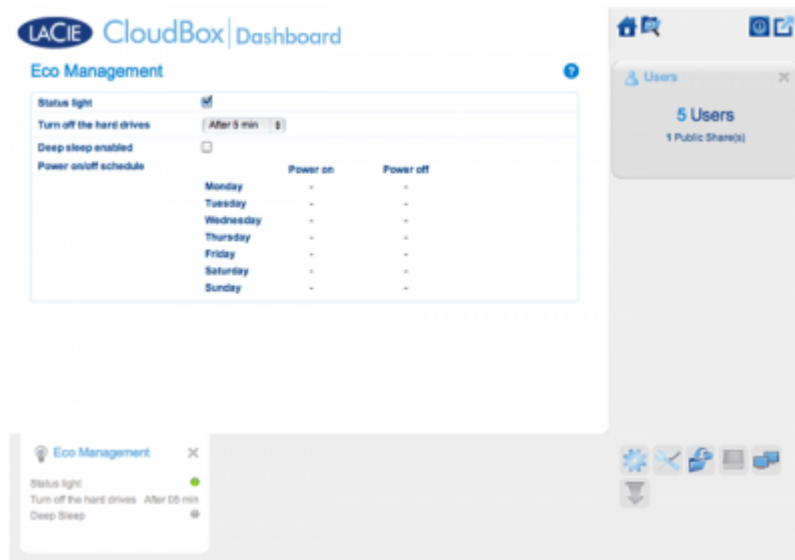 LACIE CloudBox | Dashboard
Eco Management
?
Status light
Turn off the hard drives After 5 min
Deep sleep enabled
Power on/off schedule
Power on Power off
Monday - -
Tuesday - -
Wednesday - -
Thursday - -
Friday - -
Saturday - -
Sunday - -
Users
5 Users
1 Public Share(s)
Eco Management
Status light
Turn off the hard drives After 05 min
Deep Sleep